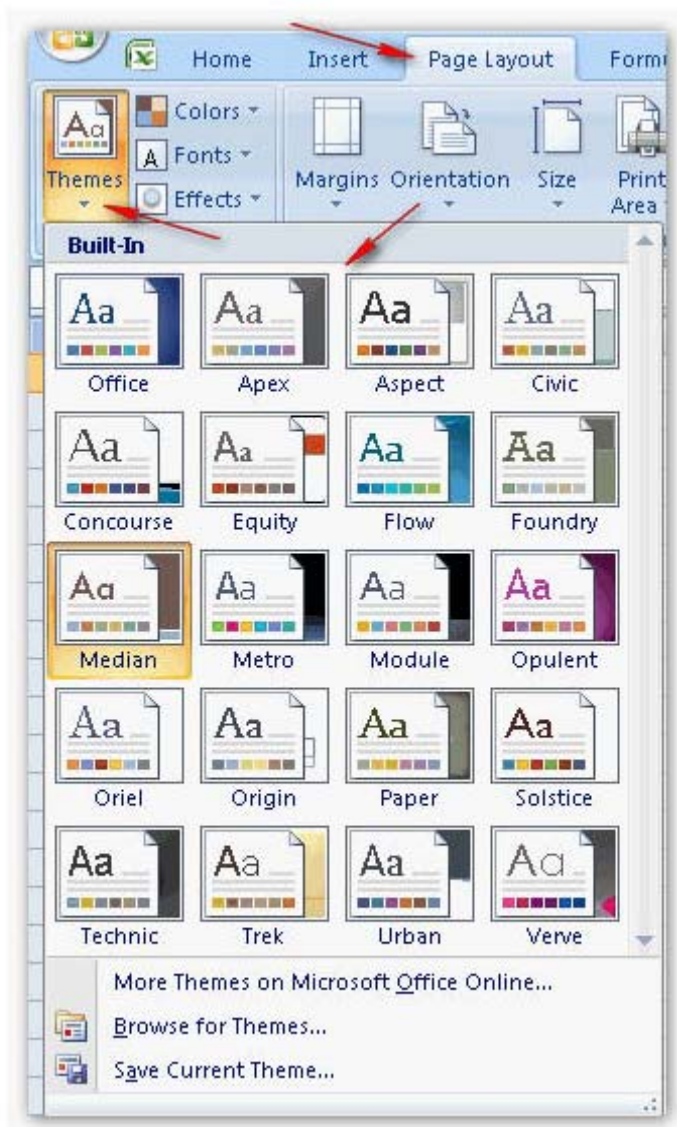 Home Insert Page Layout Form
Aa Colors
A Fonts
Themes Effects Margins Orientation Size Print
Area
Built-In
Aa Aa Aa Aa
Office Apex Aspect Civic
Aa Aa Aa Aa
Concourse Equity Flow Foundry
Aa Aa Aa Aa
Median Metro Module Opulent
Aa Aa Aa Aa
Oriel Origin Paper Solstice
Aa Aa Aa Aa
Technic Trek Urban Verve
More Themes on Microsoft Office Online...
Browse for Themes...
Save Current Theme...